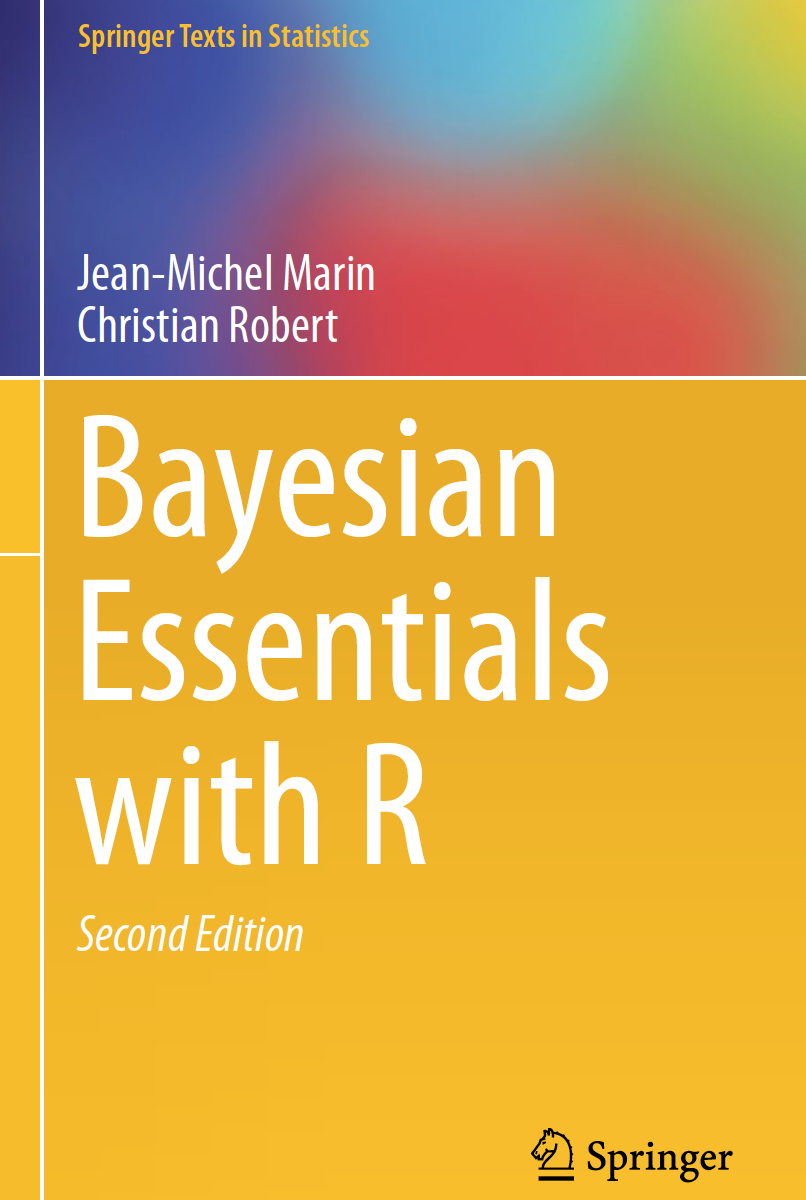 Springer Texts in Statistics
Jean-Michel Marin
Christian Robert
Bayesian
Essentials
with R
Second Edition
Springer